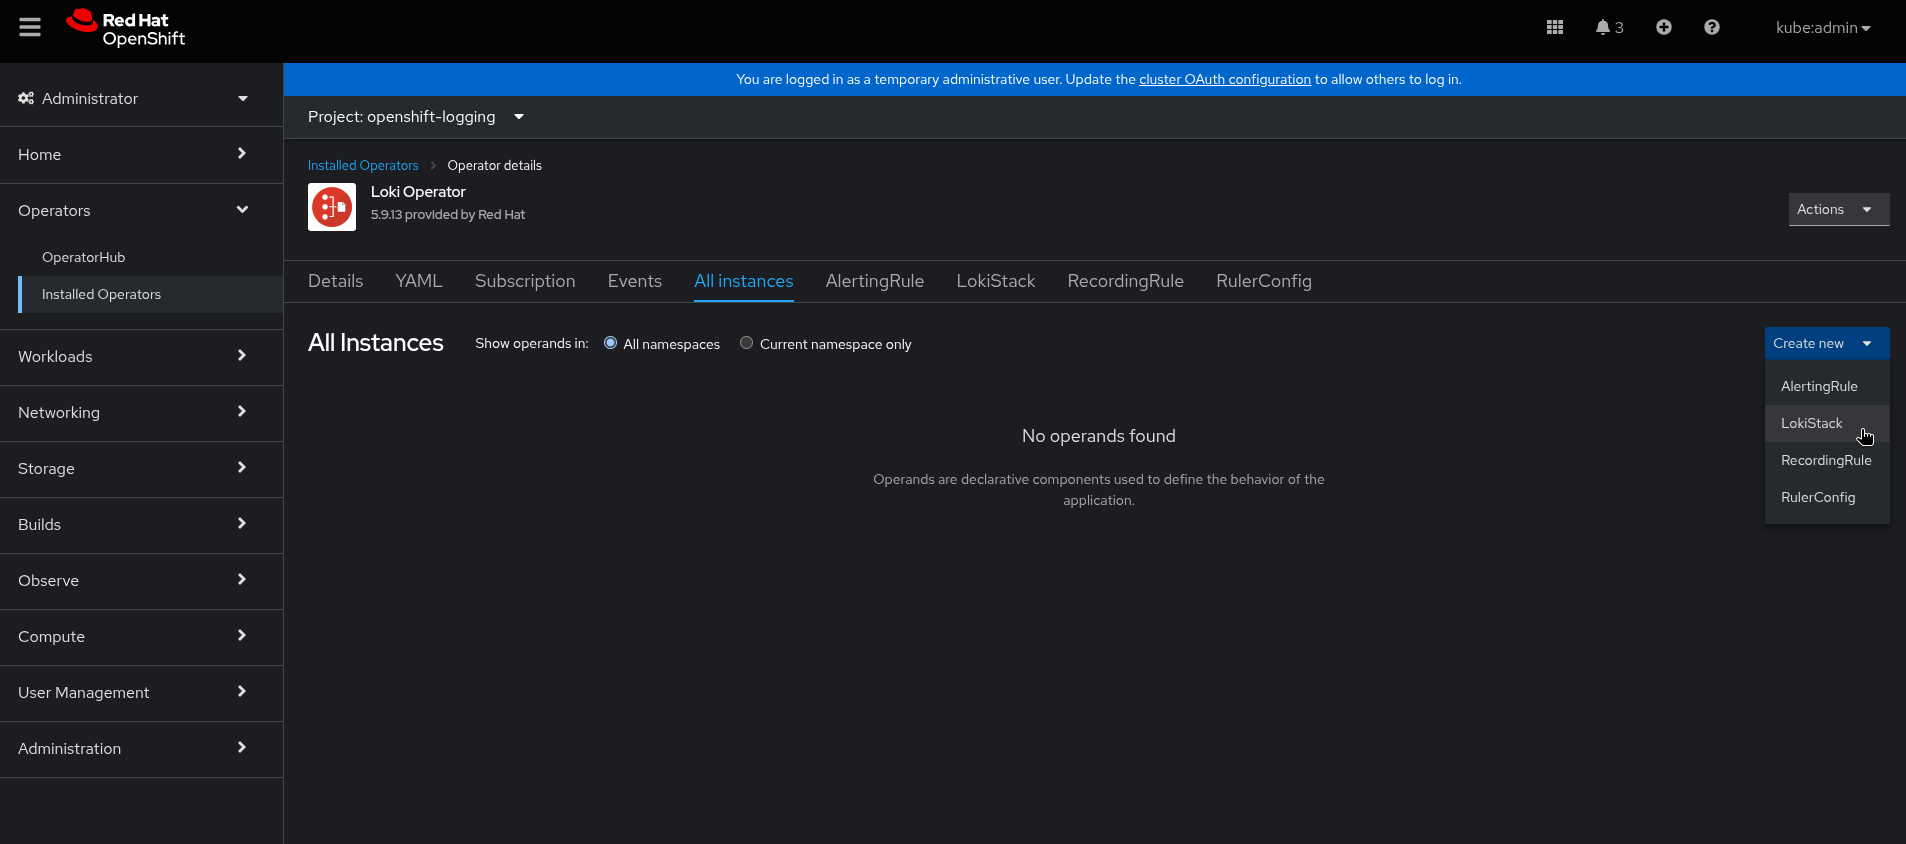 Red Hat
OpenShift
3
kube:admin
Administrator
Home
Operators
OperatorHub
Installed Operators
Workloads
Networking
Storage
Builds
Observe
Compute
User Management
Administration
You are logged in as a temporary administrative user. Update the cluster OAuth configuration to allow others to log in.
Project: openshift-logging
Installed Operators Operator details
Loki Operator
5.9.13 provided by Red Hat
Actions
Details YAML Subscription Events All instances AlertingRule LokiStack RecordingRule RulerConfig
All Instances Show operands in: All namespaces Current namespace only
Create new
AlertingRule
LokiStack
RecordingRule
RulerConfig
No operands found
Operands are declarative components used to define the behavior of the
application.